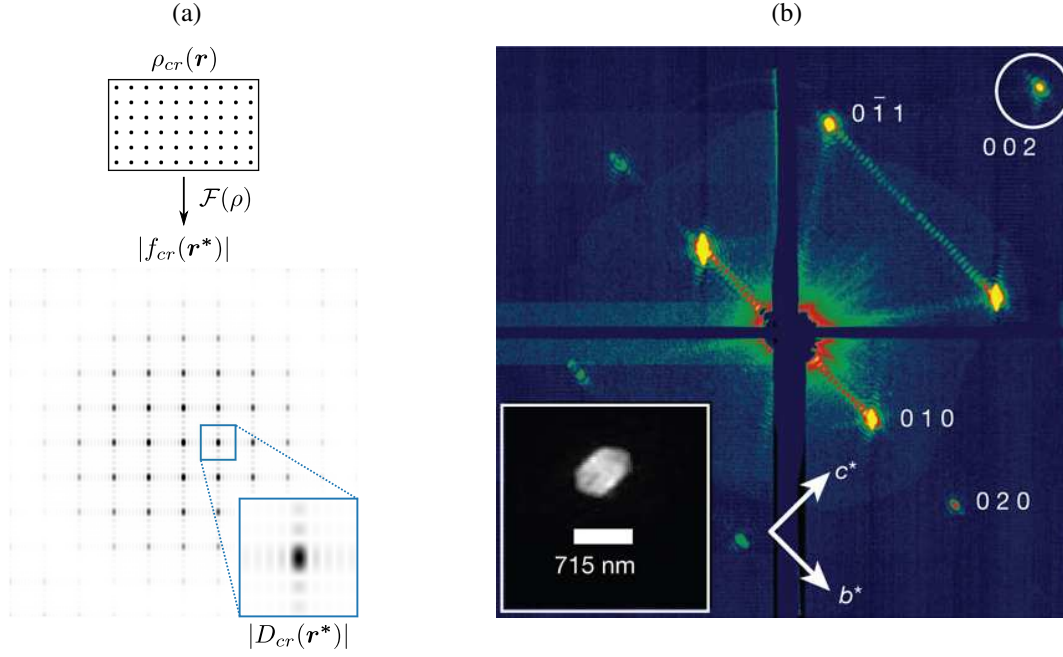 (a)
ρ_cr(r)
F(ρ)
|f_cr(r*)|
|D_cr(r*)|
(b)
0 1̄ 1
0 0 2
0 1 0
0 2 0
c*
b*
715 nm